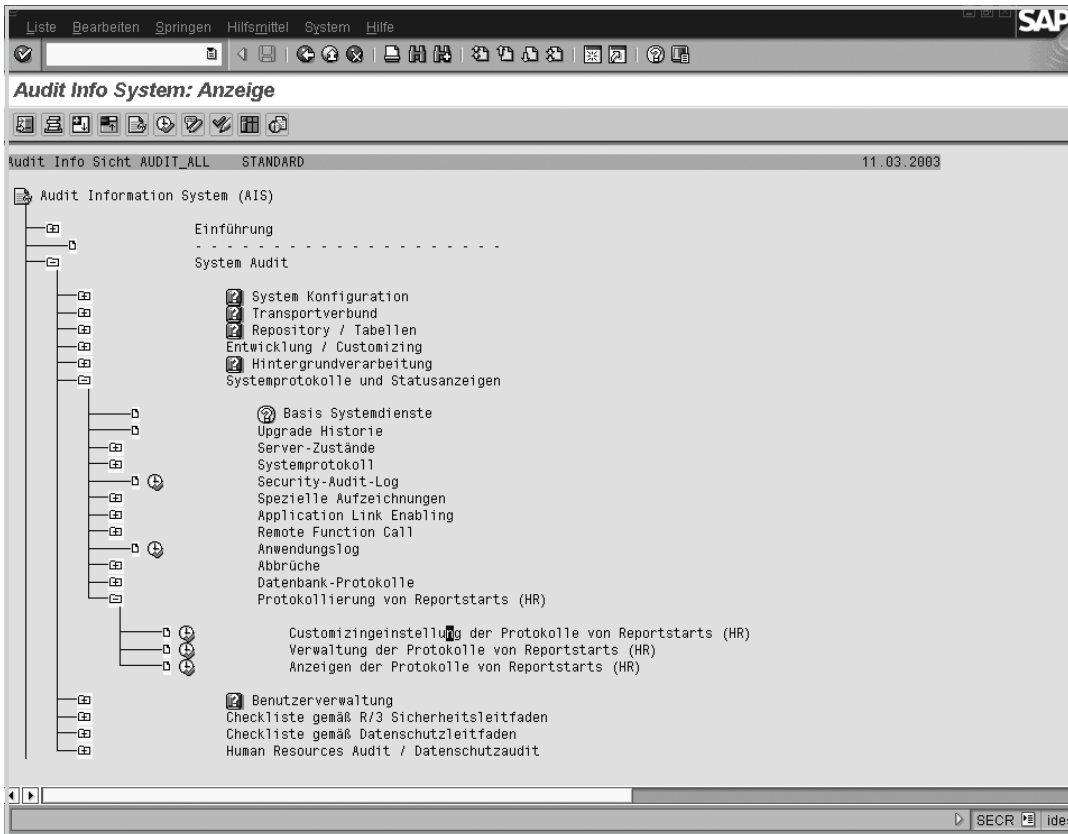 Liste Bearbeiten Springen Hilfsmittel System Hilfe
SAP
Audit Info System: Anzeige
Audit Info Sicht AUDIT_ALL STANDARD 11.03.2003
Audit Information System (AIS)
Einführung
- - - - - - - - - - - - - - - - - - - -
System Audit
System Konfiguration
Transportverbund
Repository / Tabellen
Entwicklung / Customizing
Hintergrundverarbeitung
Systemprotokolle und Statusanzeigen
Basis Systemdienste
Upgrade Historie
Server-Zustände
Systemprotokoll
Security-Audit-Log
Spezielle Aufzeichnungen
Application Link Enabling
Remote Function Call
Anwendungslog
Abbrüche
Datenbank-Protokolle
Protokollierung von Reportstarts (HR)
Customizingeinstellung der Protokolle von Reportstarts (HR)
Verwaltung der Protokolle von Reportstarts (HR)
Anzeigen der Protokolle von Reportstarts (HR)
Benutzerverwaltung
Checkliste gemäß R/3 Sicherheitsleitfaden
Checkliste gemäß Datenschutzleitfaden
Human Resources Audit / Datenschutzaudit
SECR ide